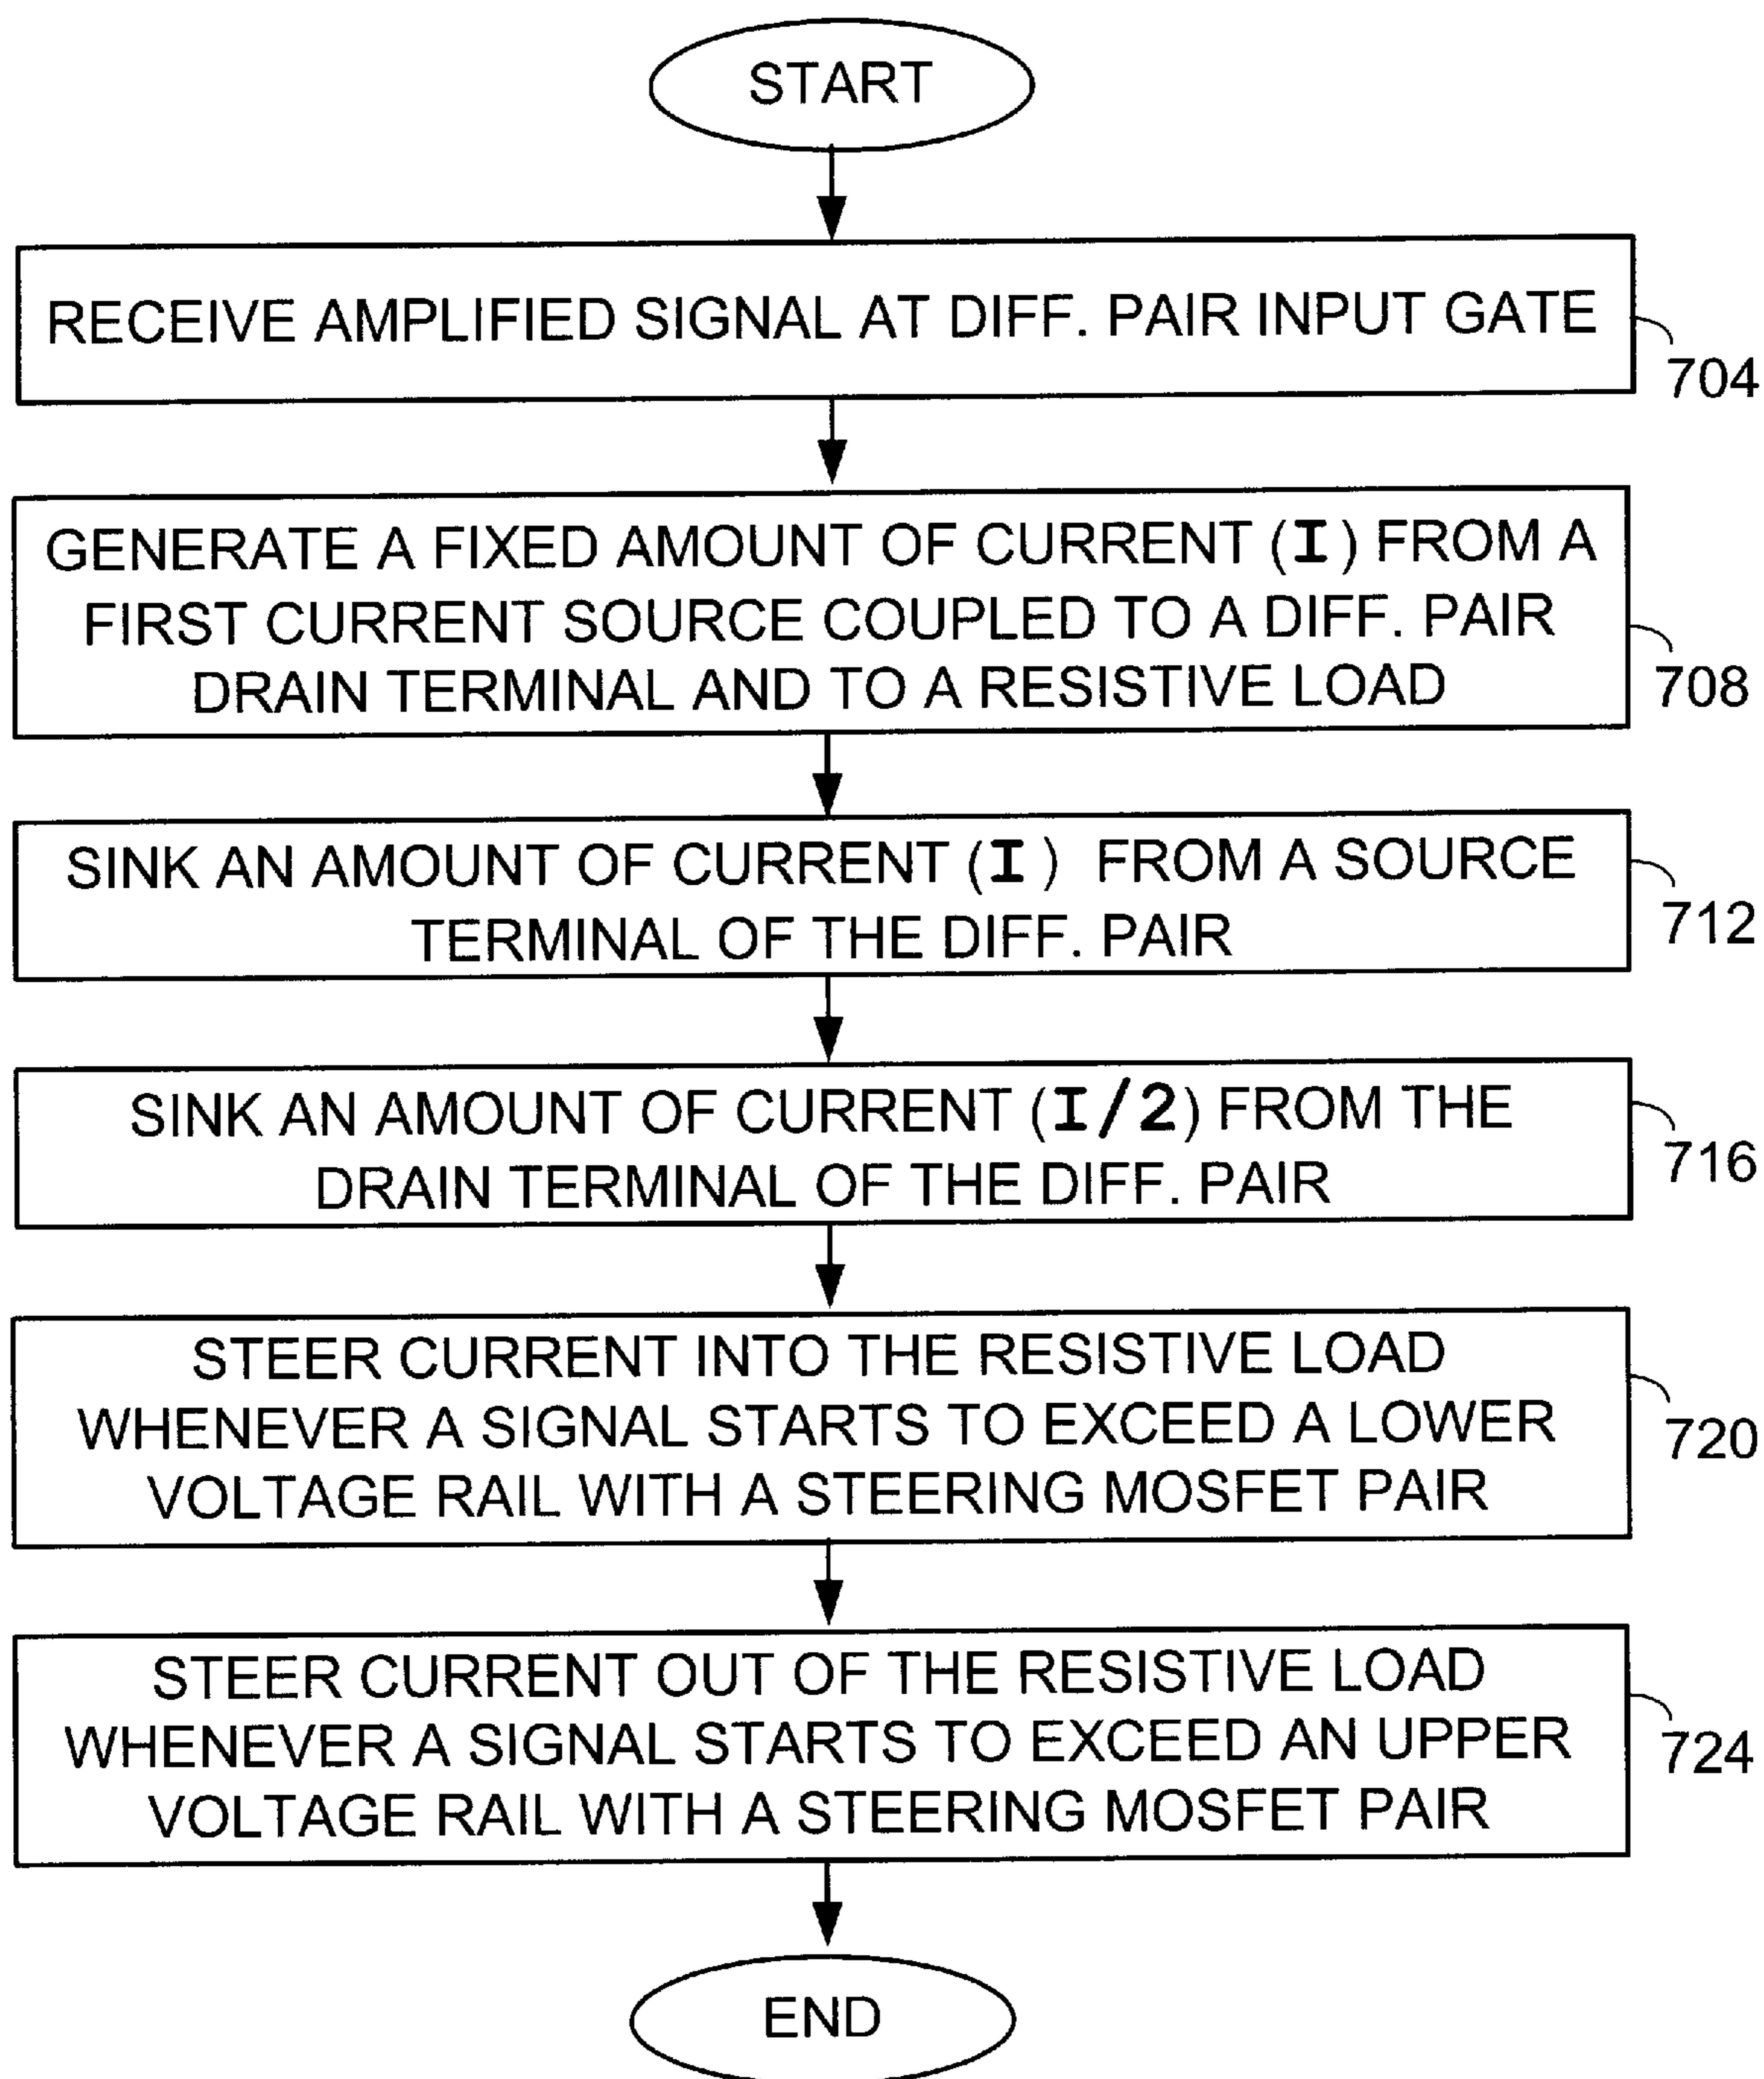 START
RECEIVE AMPLIFIED SIGNAL AT DIFF. PAIR INPUT GATE
704
GENERATE A FIXED AMOUNT OF CURRENT (I) FROM A
FIRST CURRENT SOURCE COUPLED TO A DIFF. PAIR
DRAIN TERMINAL AND TO A RESISTIVE LOAD
708
SINK AN AMOUNT OF CURRENT (I) FROM A SOURCE
TERMINAL OF THE DIFF. PAIR
712
SINK AN AMOUNT OF CURRENT (I/2) FROM THE
DRAIN TERMINAL OF THE DIFF. PAIR
716
STEER CURRENT INTO THE RESISTIVE LOAD
WHENEVER A SIGNAL STARTS TO EXCEED A LOWER
VOLTAGE RAIL WITH A STEERING MOSFET PAIR
720
STEER CURRENT OUT OF THE RESISTIVE LOAD
WHENEVER A SIGNAL STARTS TO EXCEED AN UPPER
VOLTAGE RAIL WITH A STEERING MOSFET PAIR
724
END